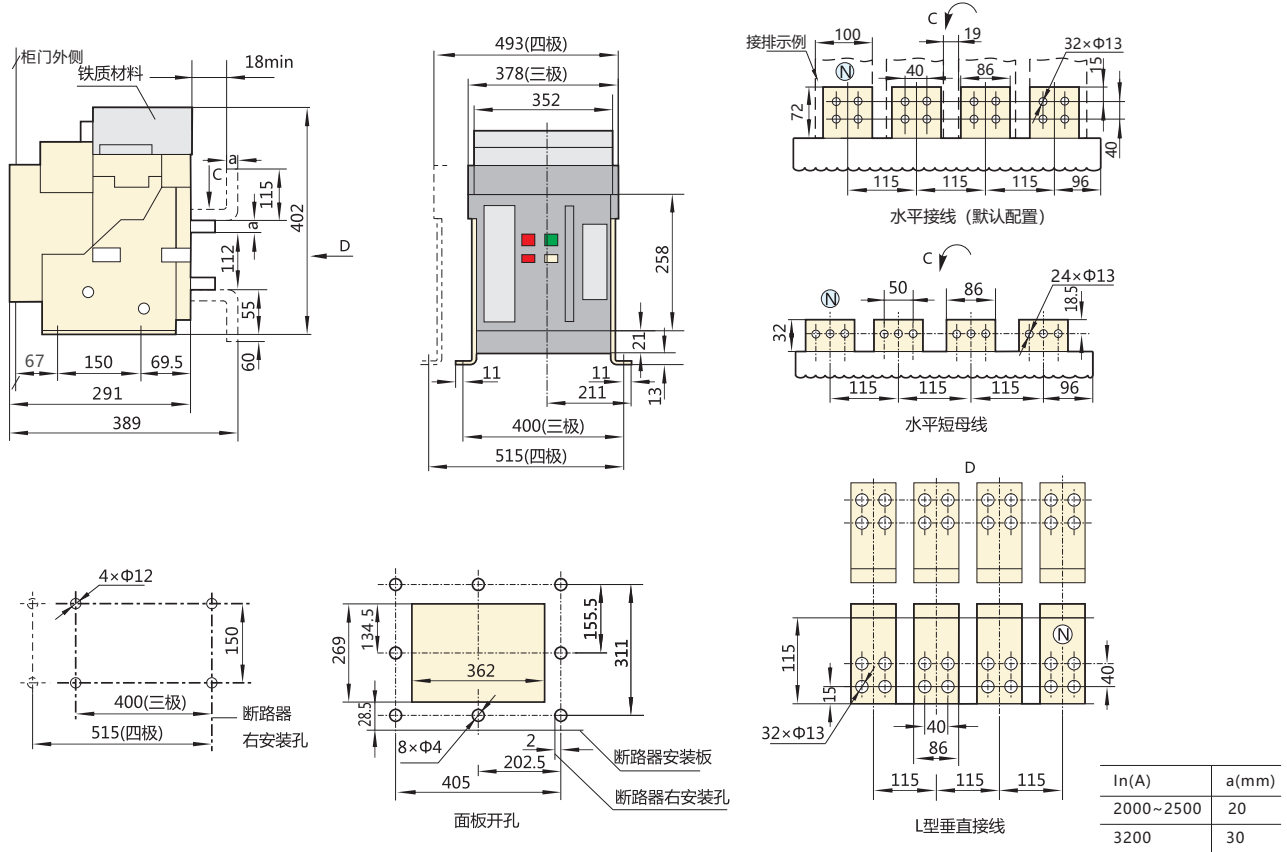 柜门外侧
铁质材料
18min
a
C
115
402
a
D
112
55
60
67
150
69.5
291
389
493(四极)
378(三极)
352
258
21
13
11
11
211
400(三极)
515(四极)
C
19
接排示例
100
32×Φ13
15
N
40
86
72
40
115
115
115
96
水平接线（默认配置）
C
24×Φ13
18.5
N
50
86
32
115
115
115
96
水平短母线
4×Φ12
150
400(三极)
515(四极)
断路器
右安装孔
269
134.5
362
155.5
311
28.5
8×Φ4
2
202.5
405
断路器安装板
断路器右安装孔
面板开孔
D
N
115
15
40
32×Φ13
40
86
115
115
115
L型垂直接线
In(A) a(mm)
2000~2500 20
3200 30